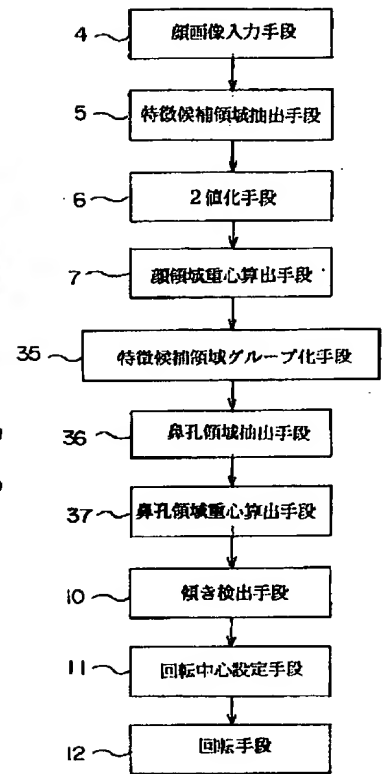 4 顔画像入力手段
5 特徴候補領域抽出手段
6 2値化手段
7 顔領域重心算出手段
35 特徴候補領域グループ化手段
36 鼻孔領域抽出手段
37 鼻孔領域重心算出手段
10 傾き検出手段
11 回転中心設定手段
12 回転手段